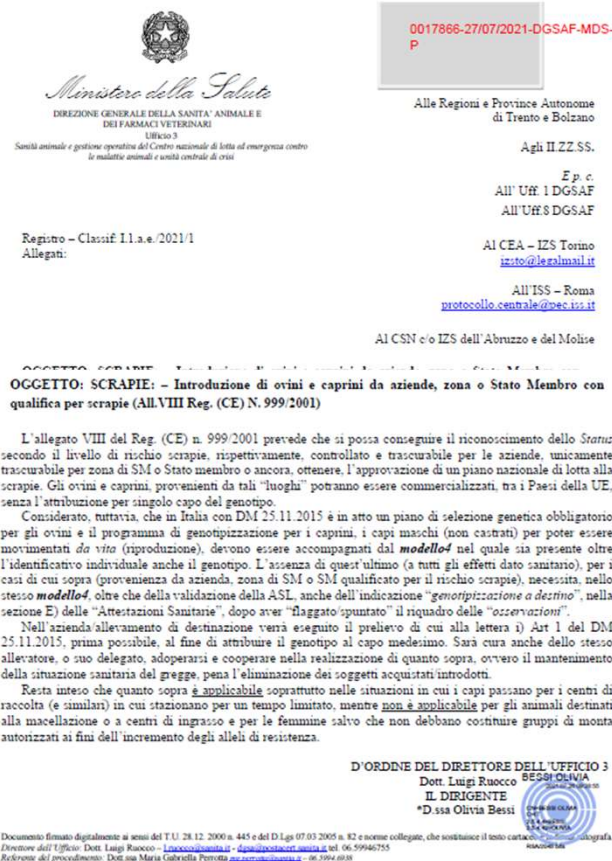 0017866-27/07/2021-DGSAF-MDS-
P
Ministero della Salute
DIREZIONE GENERALE DELLA SANITA' ANIMALE E
DEI FARMACI VETERINARI
Ufficio 3
Sanità animale e gestione operativa del Centro nazionale di lotta ed emergenza contro
le malattie animali e unità centrale di crisi
Alle Regioni e Province Autonome
di Trento e Bolzano
Agli II.ZZ.SS.
E p. c.
All' Uff. 1 DGSAF
All'Uff.8 DGSAF
Registro – Classif: I.1.a.e./2021/1
Allegati:
Al CEA – IZS Torino
izsto@legalmail.it
All'ISS – Roma
protocollo.centrale@pec.iss.it
Al CSN c/o IZS dell'Abruzzo e del Molise
OGGETTO: SCRAPIE: – Introduzione di ovini e caprini da aziende, zona o Stato Membro con
qualifica per scrapie (All.VIII Reg. (CE) N. 999/2001)
L'allegato VIII del Reg. (CE) n. 999/2001 prevede che si possa conseguire il riconoscimento dello Status
secondo il livello di rischio scrapie, rispettivamente, controllato e trascurabile per le aziende, unicamente
trascurabile per zona di SM o Stato membro o ancora, ottenere, l'approvazione di un piano nazionale di lotta alla
scrapie. Gli ovini e caprini, provenienti da tali "luoghi" potranno essere commercializzati, tra i Paesi della UE,
senza l'attribuzione per singolo capo del genotipo.
Considerato, tuttavia, che in Italia con DM 25.11.2015 è in atto un piano di selezione genetica obbligatorio
per gli ovini e il programma di genotipizzazione per i caprini, i capi maschi (non castrati) per poter essere
movimentati da vita (riproduzione), devono essere accompagnati dal modello4 nel quale sia presente oltre
l'identificativo individuale anche il genotipo. L'assenza di quest'ultimo (a tutti gli effetti dato sanitario), per i
casi di cui sopra (provenienza da azienda, zona di SM o SM qualificato per il rischio scrapie), necessita, nello
stesso modello4, oltre che della validazione della ASL, anche dell'indicazione "genotipizzazione a destino", nella
sezione E) delle "Attestazioni Sanitarie", dopo aver "flaggato/spuntato" il riquadro delle "osservazioni".
Nell'azienda/allevamento di destinazione verrà eseguito il prelievo di cui alla lettera i) Art 1 del DM
25.11.2015, prima possibile, al fine di attribuire il genotipo al capo medesimo. Sarà cura anche dello stesso
allevatore, o suo delegato, adoperarsi e cooperare nella realizzazione di quanto sopra, ovvero il mantenimento
della situazione sanitaria del gregge, pena l'eliminazione dei soggetti acquistati/introdotti.
Resta inteso che quanto sopra è applicabile soprattutto nelle situazioni in cui i capi passano per i centri di
raccolta (e similari) in cui stazionano per un tempo limitato, mentre non è applicabile per gli animali destinati
alla macellazione o a centri di ingrasso e per le femmine salvo che non debbano costituire gruppi di monta
autorizzati ai fini dell'incremento degli alleli di resistenza.
D'ORDINE DEL DIRETTORE DELL'UFFICIO 3
Dott. Luigi Ruocco
BESSI OLIVIA
IL DIRIGENTE
*D.ssa Olivia Bessi
Documento firmato digitalmente ai sensi del T.U. 28.12. 2000 n. 445 e del D.Lgs 07.03 2005 n. 82 e norme collegate, che sostituisce il testo
Direttore dell'Ufficio: Dott. Luigi Ruocco – l.ruocco@sanita.it - dgsa@postacert.sanita.it tel. 06.59946755
Referente del procedimento: Dott.ssa Maria Gabriella Perrotta - 06.5994.6938